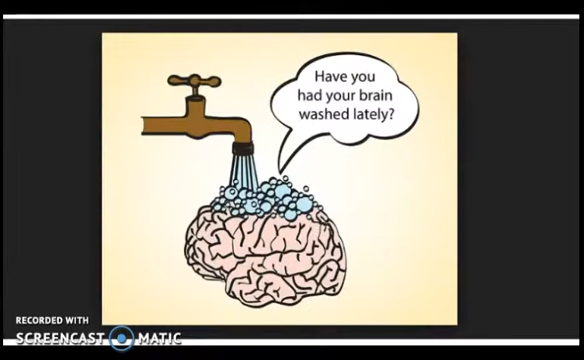 Have you
had your brain
washed lately?
RECORDED WITH
SCREENCAST MATIC